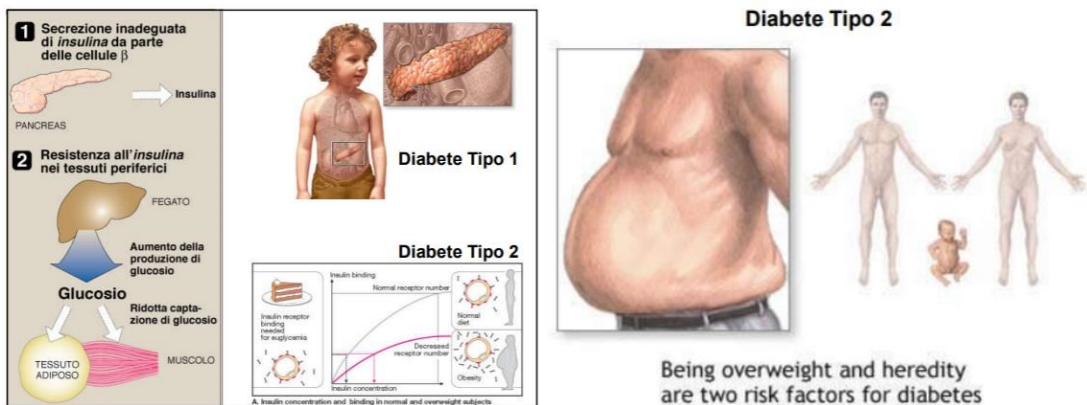 1 Secrezione inadeguata
di insulina da parte
delle cellule β
Insulina
PANCREAS
2 Resistenza all'insulina
nei tessuti periferici
FEGATO
Aumento della
produzione di
glucosio
Glucosio
Ridotta capta-
zione di glucosio
TESSUTO
ADIPOSO
MUSCOLO
Diabete Tipo 1
Diabete Tipo 2
Insulin binding
Normal receptor number
Insulin receptor
binding
needed
for euglycemia
Normal
diet
Decreased
receptor number
Obesity
Insulin concentration
A. Insulin concentration and binding in normal and overweight subjects
Diabete Tipo 2
Being overweight and heredity
are two risk factors for diabetes